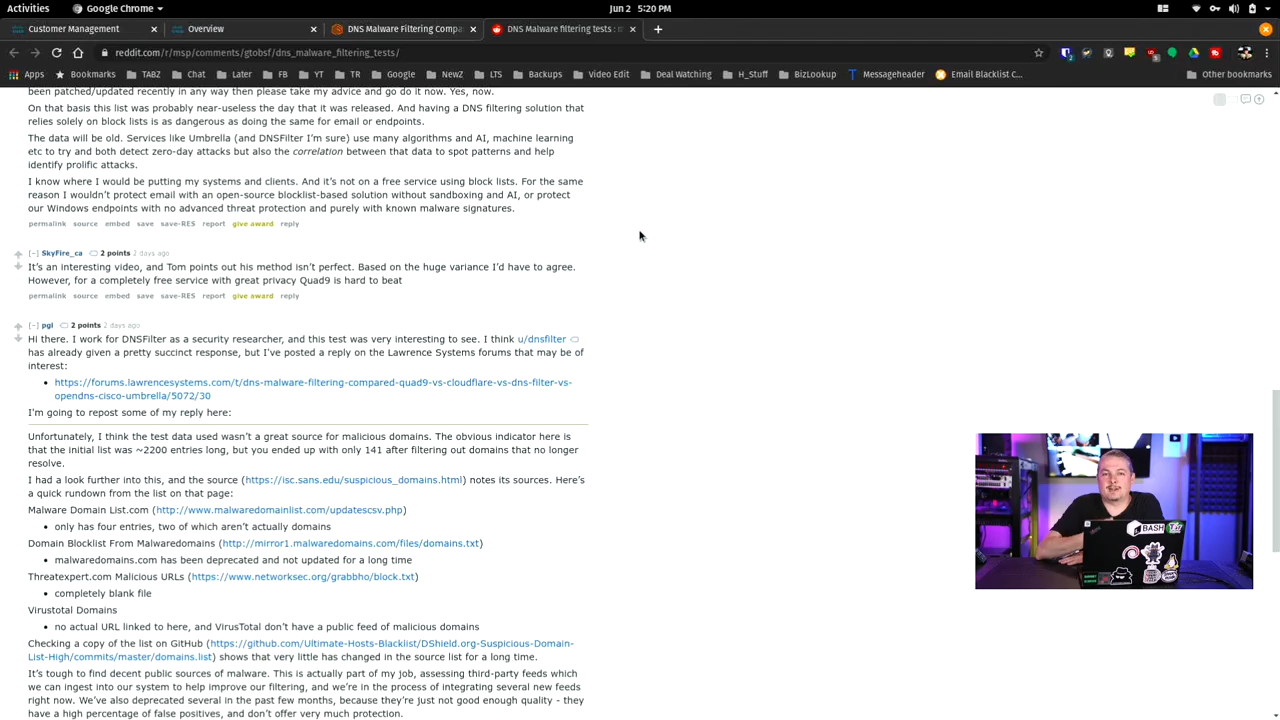 Activities
Google Chrome
Jun 2 5:20 PM
Customer Management
Overview
DNS Malware Filtering Compa
DNS Malware filtering tests : m
reddit.com/r/msp/comments/gtobsf/dns_malware_filtering_tests/
Apps
Bookmarks
TABZ
Chat
Later
FB
YT
TR
Google
NewZ
LTS
Backups
Video Edit
Deal Watching
H_Stuff
BizLookup
Messageheader
Email Blacklist C...
Other bookmarks
been patched/updated recently in any way then please take my advice and go do it now. Yes, now.
On that basis this list was probably near-useless the day that it was released. And having a DNS filtering solution that
relies solely on block lists is as dangerous as doing the same for email or endpoints.
The data will be old. Services like Umbrella (and DNSFilter I'm sure) use many algorithms and AI, machine learning
etc to try and both detect zero-day attacks but also the correlation between that data to spot patterns and help
identify prolific attacks.
I know where I would be putting my systems and clients. And it's not on a free service using block lists. For the same
reason I wouldn't protect email with an open-source blocklist-based solution without sandboxing and AI, or protect
our Windows endpoints with no advanced threat protection and purely with known malware signatures.
permalink source embed save save-RES report give award reply
[–] SkyFire_ca 2 points 2 days ago
It's an interesting video, and Tom points out his method isn't perfect. Based on the huge variance I'd have to agree.
However, for a completely free service with great privacy Quad9 is hard to beat
permalink source embed save save-RES report give award reply
[–] pgl 2 points 2 days ago
Hi there. I work for DNSFilter as a security researcher, and this test was very interesting to see. I think u/dnsfilter
has already given a pretty succinct response, but I've posted a reply on the Lawrence Systems forums that may be of
interest:
https://forums.lawrencesystems.com/t/dns-malware-filtering-compared-quad9-vs-cloudflare-vs-dns-filter-vs-
opendns-cisco-umbrella/5072/30
I'm going to repost some of my reply here:
Unfortunately, I think the test data used wasn't a great source for malicious domains. The obvious indicator here is
that the initial list was ~2200 entries long, but you ended up with only 141 after filtering out domains that no longer
resolve.
I had a look further into this, and the source (https://isc.sans.edu/suspicious_domains.html) notes its sources. Here's
a quick rundown from the list on that page:
Malware Domain List.com (http://www.malwaredomainlist.com/updatescsv.php)
only has four entries, two of which aren't actually domains
Domain Blocklist From Malwaredomains (http://mirror1.malwaredomains.com/files/domains.txt)
malwaredomains.com has been deprecated and not updated for a long time
Threatexpert.com Malicious URLs (https://www.networksec.org/grabbho/block.txt)
completely blank file
Virustotal Domains
no actual URL linked to here, and VirusTotal don't have a public feed of malicious domains
Checking a copy of the list on GitHub (https://github.com/Ultimate-Hosts-Blacklist/DShield.org-Suspicious-Domain-
List-High/commits/master/domains.list) shows that very little has changed in the source list for a long time.
It's tough to find decent public sources of malware. This is actually part of my job, assessing third-party feeds which
we can ingest into our system to help improve our filtering, and we're in the process of integrating several new feeds
right now. We've also deprecated several in the past few months, because they're just not good enough quality - they
have a high percentage of false positives, and don't offer very much protection.
BASH